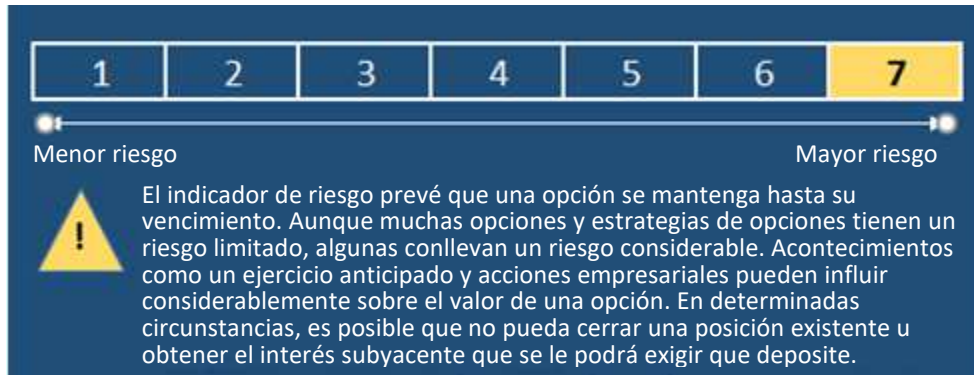 1 2 3 4 5 6 7
Menor riesgo Mayor riesgo
!
El indicador de riesgo prevé que una opción se mantenga hasta su
vencimiento. Aunque muchas opciones y estrategias de opciones tienen un
riesgo limitado, algunas conllevan un riesgo considerable. Acontecimientos
como un ejercicio anticipado y acciones empresariales pueden influir
considerablemente sobre el valor de una opción. En determinadas
circunstancias, es posible que no pueda cerrar una posición existente u
obtener el interés subyacente que se le podrá exigir que deposite.